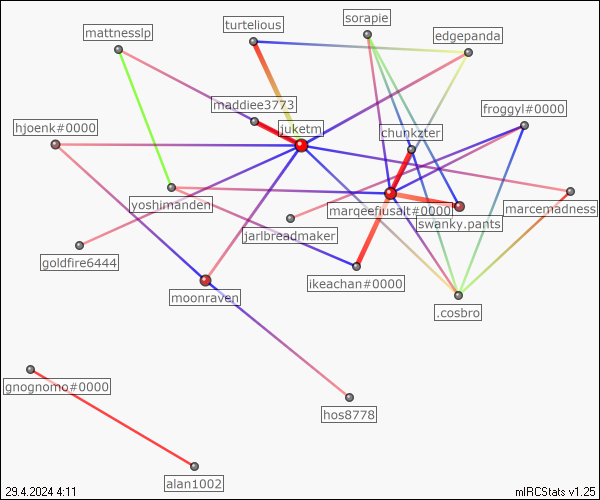 sorapie
turtelious
mattnesslp
edgepanda
maddiee3773
froggyl#0000
hjoenk#0000
juketm
chunkzter
yoshimanden
marqeefiusalt#0000
marcemadness
swanky.pants
jarlbreadmaker
goldfire6444
ikeachan#0000
moonraven
.cosbro
gnognomo#0000
hos8778
alan1002
29.4.2024 4:11
mIRCStats v1.25